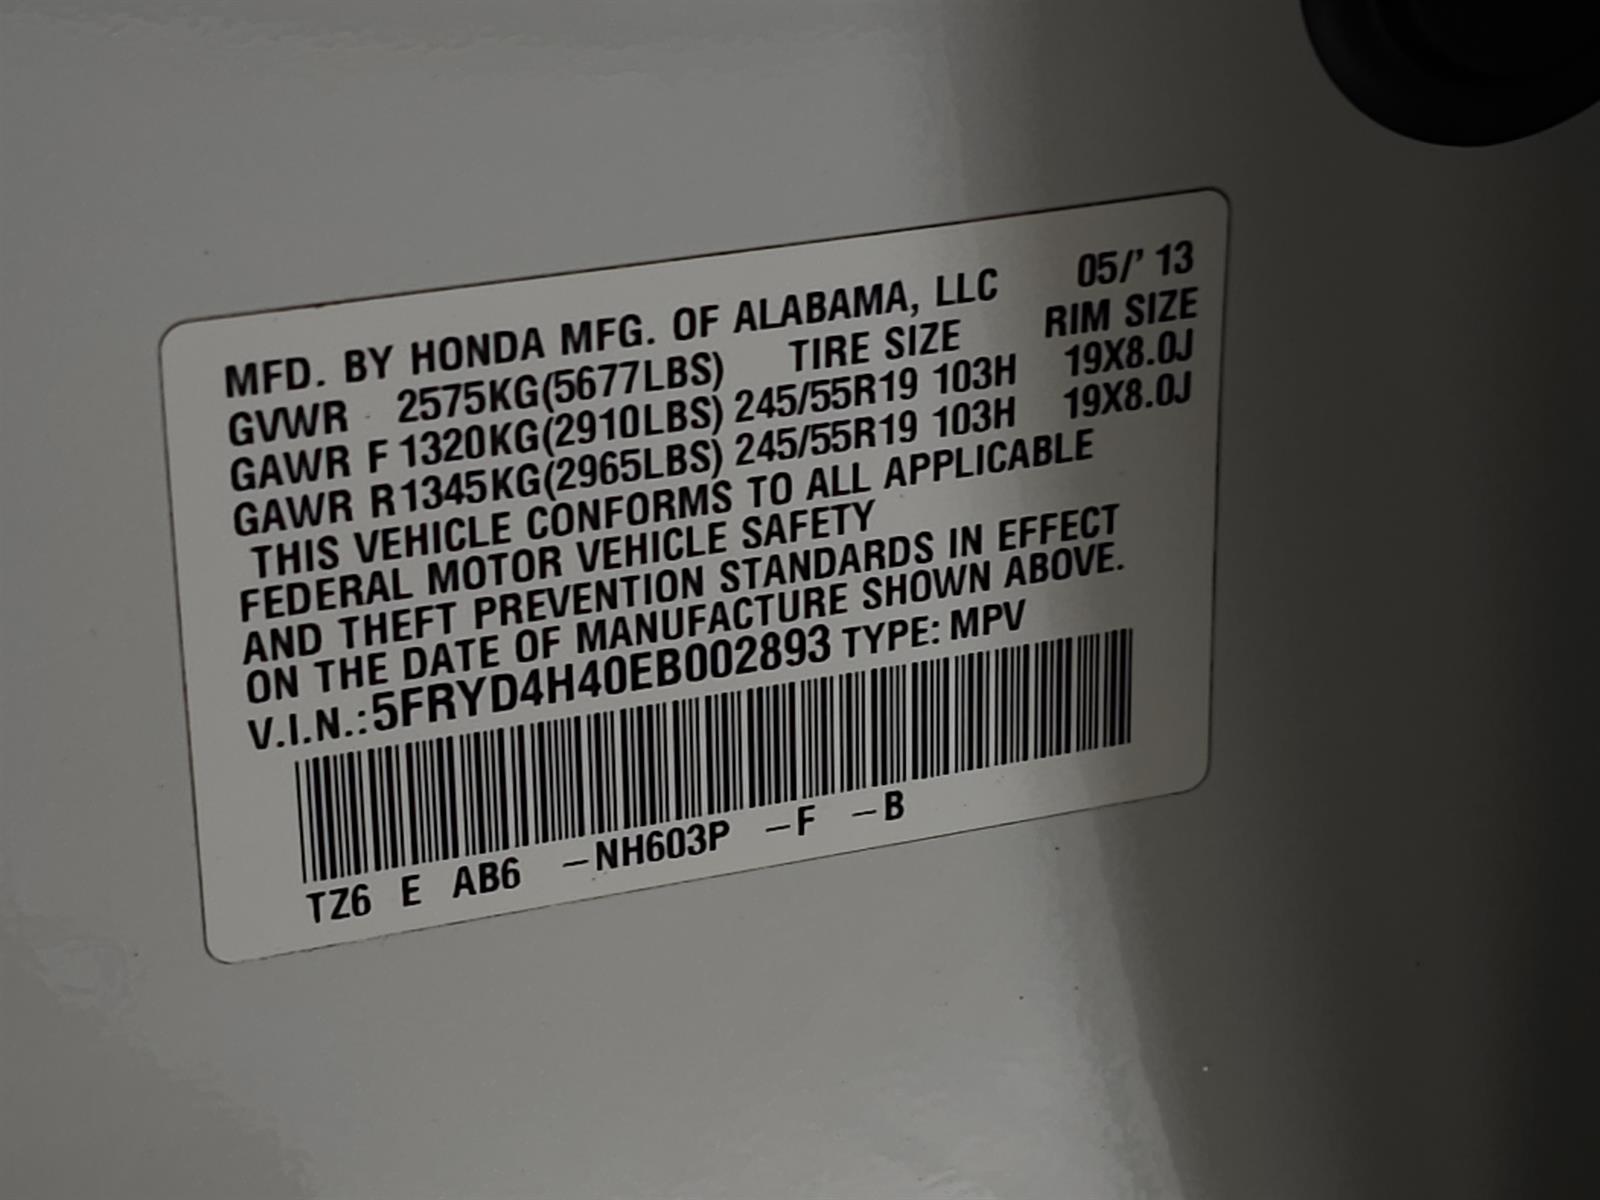 MFD. BY HONDA MFG. OF ALABAMA, LLC 05/' 13
GVWR 2575KG(5677LBS) TIRE SIZE RIM SIZE
GAWR F 1320KG(2910LBS) 245/55R19 103H 19X8.0J
GAWR R1345KG(2965LBS) 245/55R19 103H 19X8.0J
THIS VEHICLE CONFORMS TO ALL APPLICABLE
FEDERAL MOTOR VEHICLE SAFETY
AND THEFT PREVENTION STANDARDS IN EFFECT
ON THE DATE OF MANUFACTURE SHOWN ABOVE.
V.I.N.:5FRYD4H40EB002893 TYPE: MPV
TZ6 E AB6 –NH603P –F –B